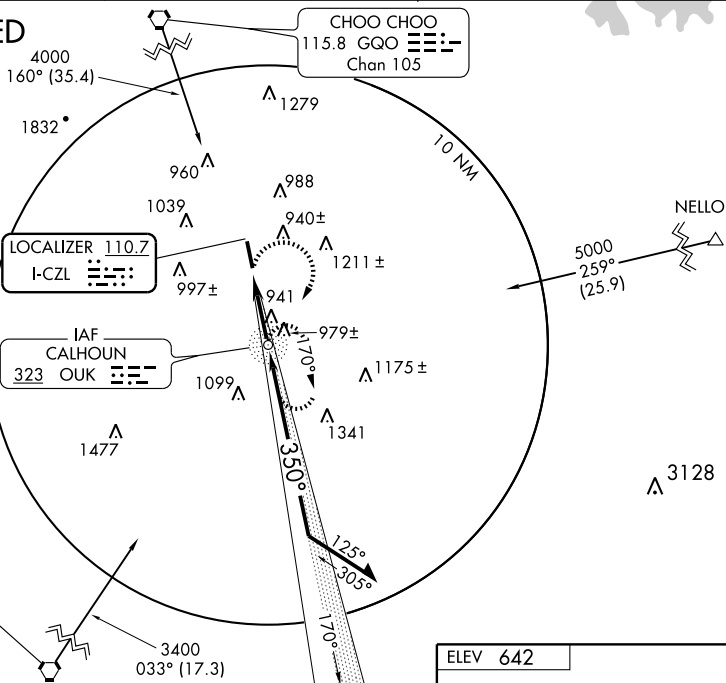 ED
CHOO CHOO
115.8 GQO
Chan 105
4000
160° (35.4)
1279
1832
10 NM
960
988
1039
940±
NELLO
LOCALIZER 110.7
I-CZL
1211±
5000
259°
(25.9)
997±
941
979±
IAF
CALHOUN
323 OUK
170°
1175±
1099
1341
1477
350°
3128
125°
305°
170°
3400
033° (17.3)
ELEV 642